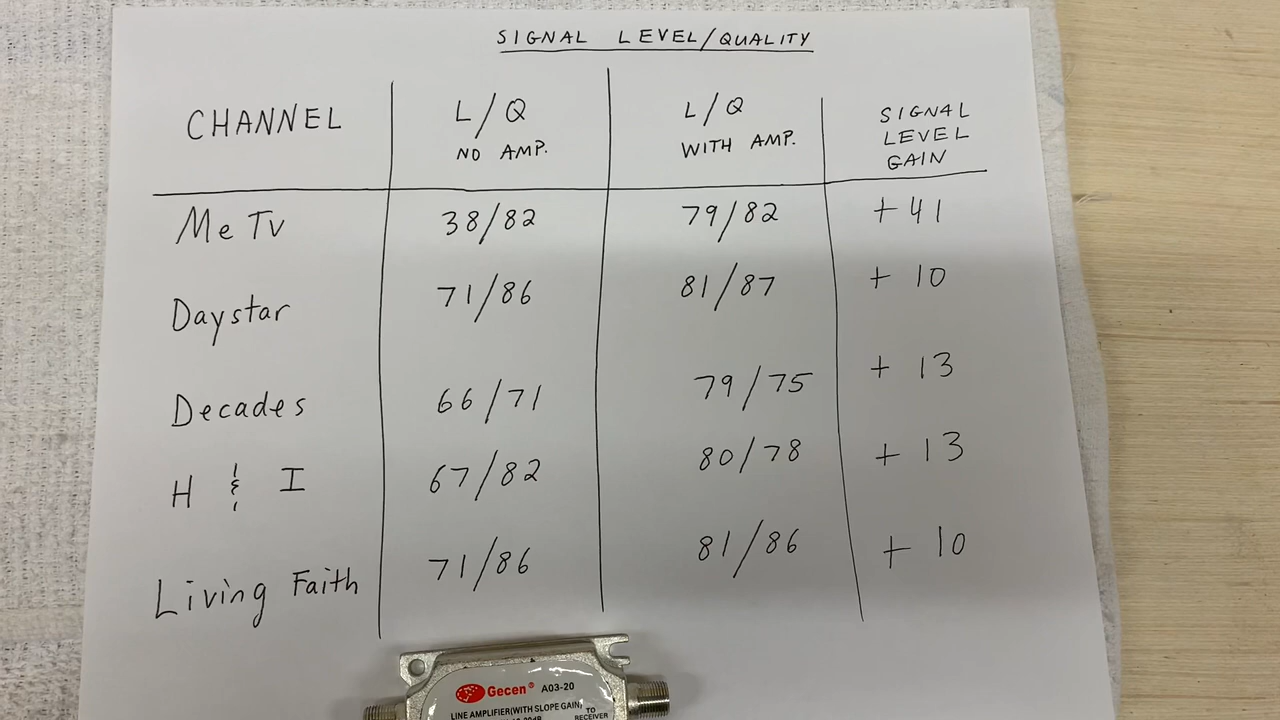 SIGNAL LEVEL/QUALITY
CHANNEL L/Q NO AMP. L/Q WITH AMP. SIGNAL LEVEL GAIN
Me Tv 38/82 79/82 +41
Daystar 71/86 81/87 + 10
Decades 66/71 79/75 + 13
H & I 67/82 80/78 + 13
Living Faith 71/86 81/86 + 10
Gecen® A03-20
LINE AMPLIFIER(WITH SLOPE GAIN)
TO
RECEIVER